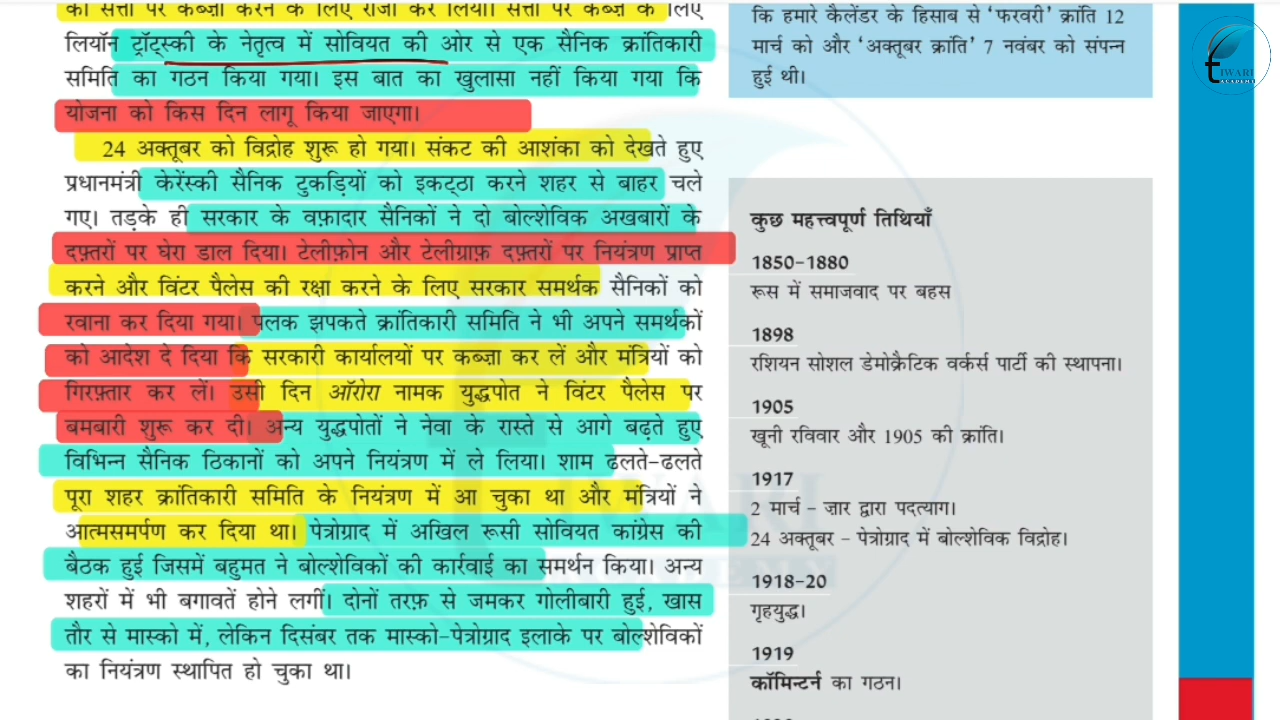 को सत्ता पर कब्ज़ा करने के लिए राजी कर लिया। सत्ता पर कब्ज़े के लिए
लियॉन ट्रॉट्स्की के नेतृत्व में सोवियत की ओर से एक सैनिक क्रांतिकारी
समिति का गठन किया गया। इस बात का खुलासा नहीं किया गया कि
योजना को किस दिन लागू किया जाएगा।
24 अक्तूबर को विद्रोह शुरू हो गया। संकट की आशंका को देखते हुए
प्रधानमंत्री केरेंस्की सैनिक टुकड़ियों को इकट्ठा करने शहर से बाहर चले
गए। तड़के ही सरकार के वफ़ादार सैनिकों ने दो बोल्शेविक अखबारों के
दफ़्तरों पर घेरा डाल दिया। टेलीफ़ोन और टेलीग्राफ़ दफ़्तरों पर नियंत्रण प्राप्त
करने और विंटर पैलेस की रक्षा करने के लिए सरकार समर्थक सैनिकों को
रवाना कर दिया गया। पलक झपकते क्रांतिकारी समिति ने भी अपने समर्थकों
को आदेश दे दिया कि सरकारी कार्यालयों पर कब्ज़ा कर लें और मंत्रियों को
गिरफ़्तार कर लें। उसी दिन ऑरोरा नामक युद्धपोत ने विंटर पैलेस पर
बमबारी शुरू कर दी। अन्य युद्धपोतों ने नेवा के रास्ते से आगे बढ़ते हुए
विभिन्न सैनिक ठिकानों को अपने नियंत्रण में ले लिया। शाम ढलते-ढलते
पूरा शहर क्रांतिकारी समिति के नियंत्रण में आ चुका था और मंत्रियों ने
आत्मसमर्पण कर दिया था। पेत्रोग्राद में अखिल रूसी सोवियत कांग्रेस की
बैठक हुई जिसमें बहुमत ने बोल्शेविकों की कार्रवाई का समर्थन किया। अन्य
शहरों में भी बगावतें होने लगीं। दोनों तरफ़ से जमकर गोलीबारी हुई, खास
तौर से मास्को में, लेकिन दिसंबर तक मास्को-पेत्रोग्राद इलाके पर बोल्शेविकों
का नियंत्रण स्थापित हो चुका था।
कि हमारे कैलेंडर के हिसाब से ‘फरवरी’ क्रांति 12
मार्च को और ‘अक्तूबर क्रांति’ 7 नवंबर को संपन्न
हुई थी।
कुछ महत्त्वपूर्ण तिथियाँ
1850-1880
रूस में समाजवाद पर बहस
1898
रशियन सोशल डेमोक्रैटिक वर्कर्स पार्टी की स्थापना।
1905
खूनी रविवार और 1905 की क्रांति।
1917
2 मार्च - ज़ार द्वारा पदत्याग।
24 अक्तूबर - पेत्रोग्राद में बोल्शेविक विद्रोह।
1918-20
गृहयुद्ध।
1919
कॉमिन्टर्न का गठन।
TIWARI
ACADEMY